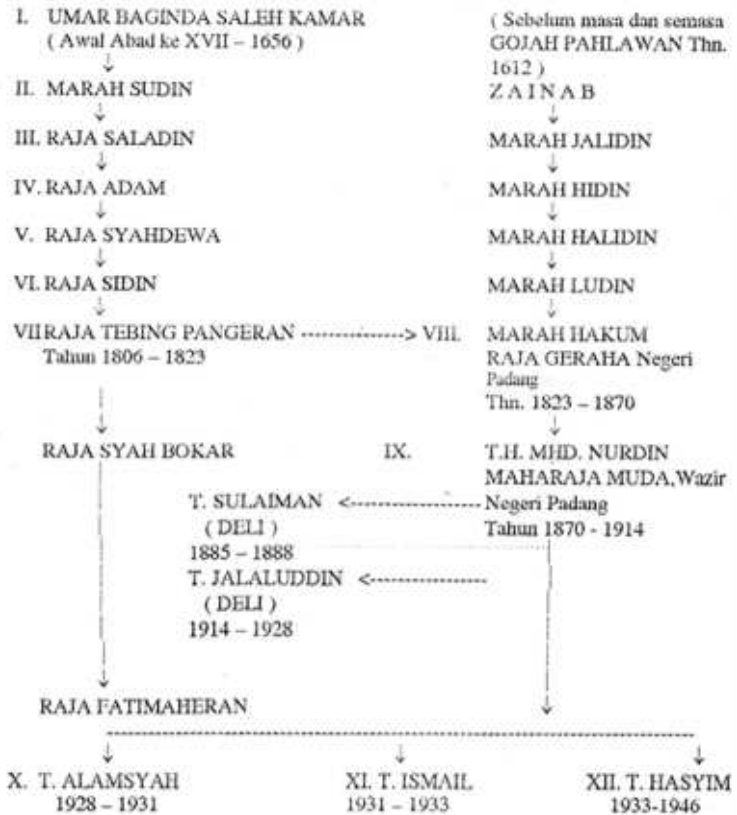 I. UMAR BAGINDA SALEH KAMAR
( Awal Abad ke XVII – 1656 )
( Sebelum masa dan semasa
GOJAH PAHLAWAN Thn.
1612 )
Z A I N A B
II. MARAH SUDIN
III. RAJA SALADIN
MARAH JALIDIN
IV. RAJA ADAM
MARAH HIDIN
V. RAJA SYAHDEWA
MARAH HALIDIN
VI. RAJA SIDIN
MARAH LUDIN
VII RAJA TEBING PANGERAN
Tahun 1806 – 1823
VIII. MARAH HAKUM
RAJA GERAHA Negeri
Padang
Thn. 1823 – 1870
RAJA SYAH BOKAR
IX. T.H. MHD. NURDIN
MAHARAJA MUDA,Wazir
Negeri Padang
Tahun 1870 - 1914
T. SULAIMAN
( DELI )
1885 – 1888
T. JALALUDDIN
( DELI )
1914 – 1928
RAJA FATIMAHERAN
X. T. ALAMSYAH
1928 – 1931
XI. T. ISMAIL
1931 – 1933
XII. T. HASYIM
1933-1946